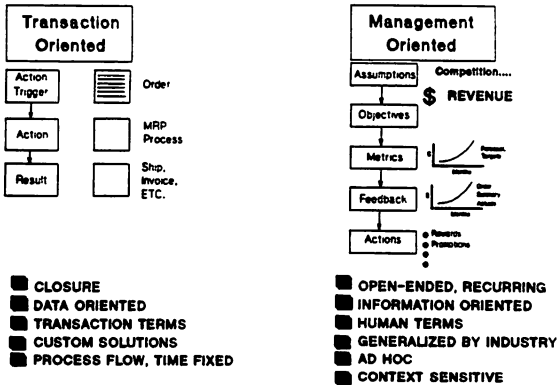 Transaction
Oriented
Action
Trigger
Order
Action
MRP
Process
Result
Ship,
Invoice,
ETC.
CLOSURE
DATA ORIENTED
TRANSACTION TERMS
CUSTOM SOLUTIONS
PROCESS FLOW, TIME FIXED
Management
Oriented
Assumptions
Competition....
$ REVENUE
Objectives
Metrics
$
Months
Feedback
$
Months
Actions
Rewards
Promotions
OPEN-ENDED, RECURRING
INFORMATION ORIENTED
HUMAN TERMS
GENERALIZED BY INDUSTRY
AD HOC
CONTEXT SENSITIVE